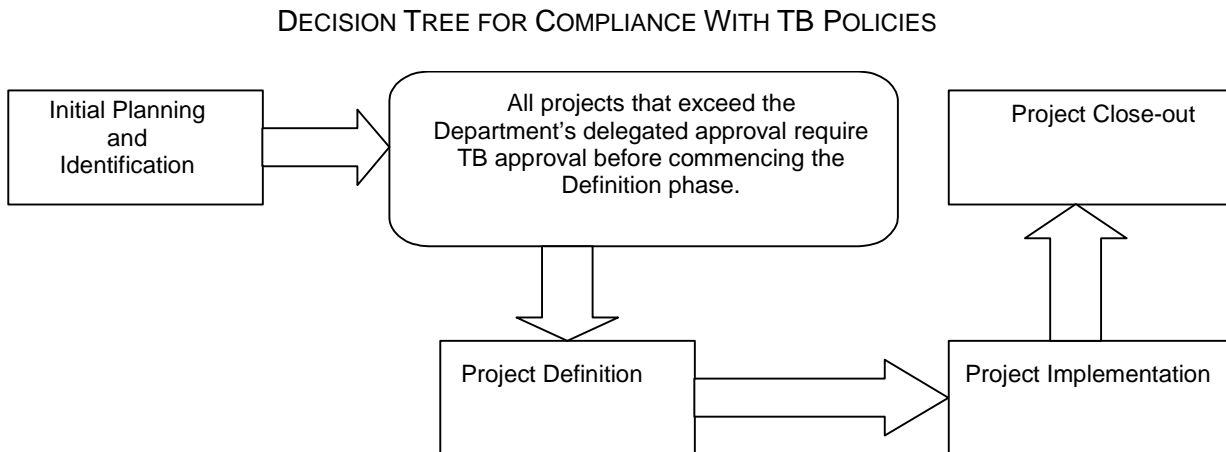 DECISION TREE FOR COMPLIANCE WITH TB POLICIES
Initial Planning
and
Identification
All projects that exceed the
Department’s delegated approval require
TB approval before commencing the
Definition phase.
Project Close-out
Project Definition
Project Implementation